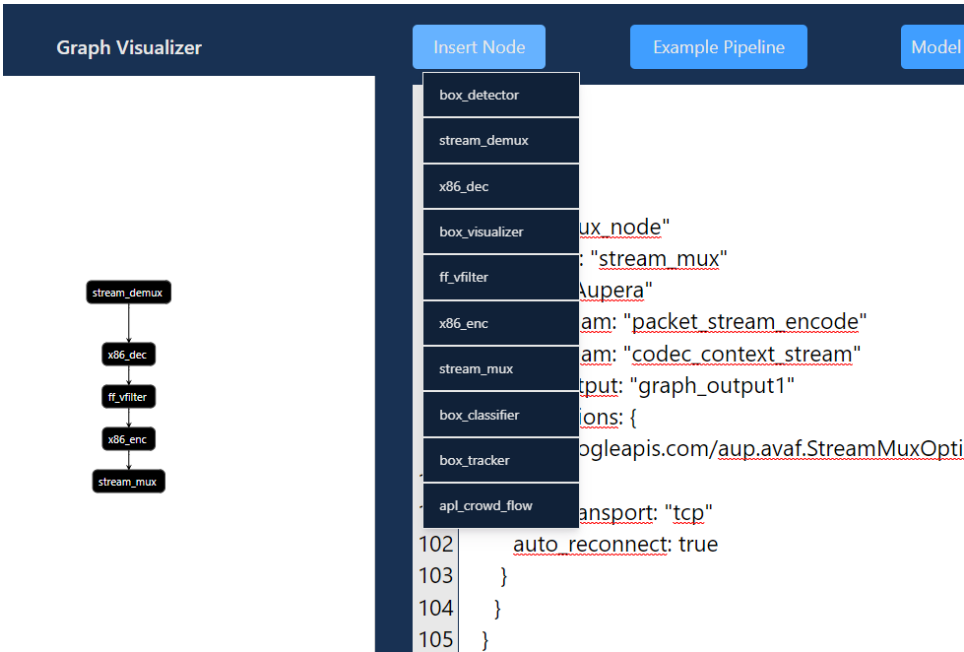 Graph Visualizer
Insert Node
Example Pipeline
Model
box_detector
stream_demux
x86_dec
box_visualizer
ff_vfilter
x86_enc
stream_mux
box_classifier
box_tracker
apl_crowd_flow
stream_demux
x86_dec
ff_vfilter
x86_enc
stream_mux
ux_node"
: "stream_mux"
Aupera"
am: "packet_stream_encode"
am: "codec_context_stream"
tput: "graph_output1"
ions: {
ogleapis.com/aup.avaf.StreamMuxOpti
ansport: "tcp"
102 auto_reconnect: true
103 }
104 }
105 }